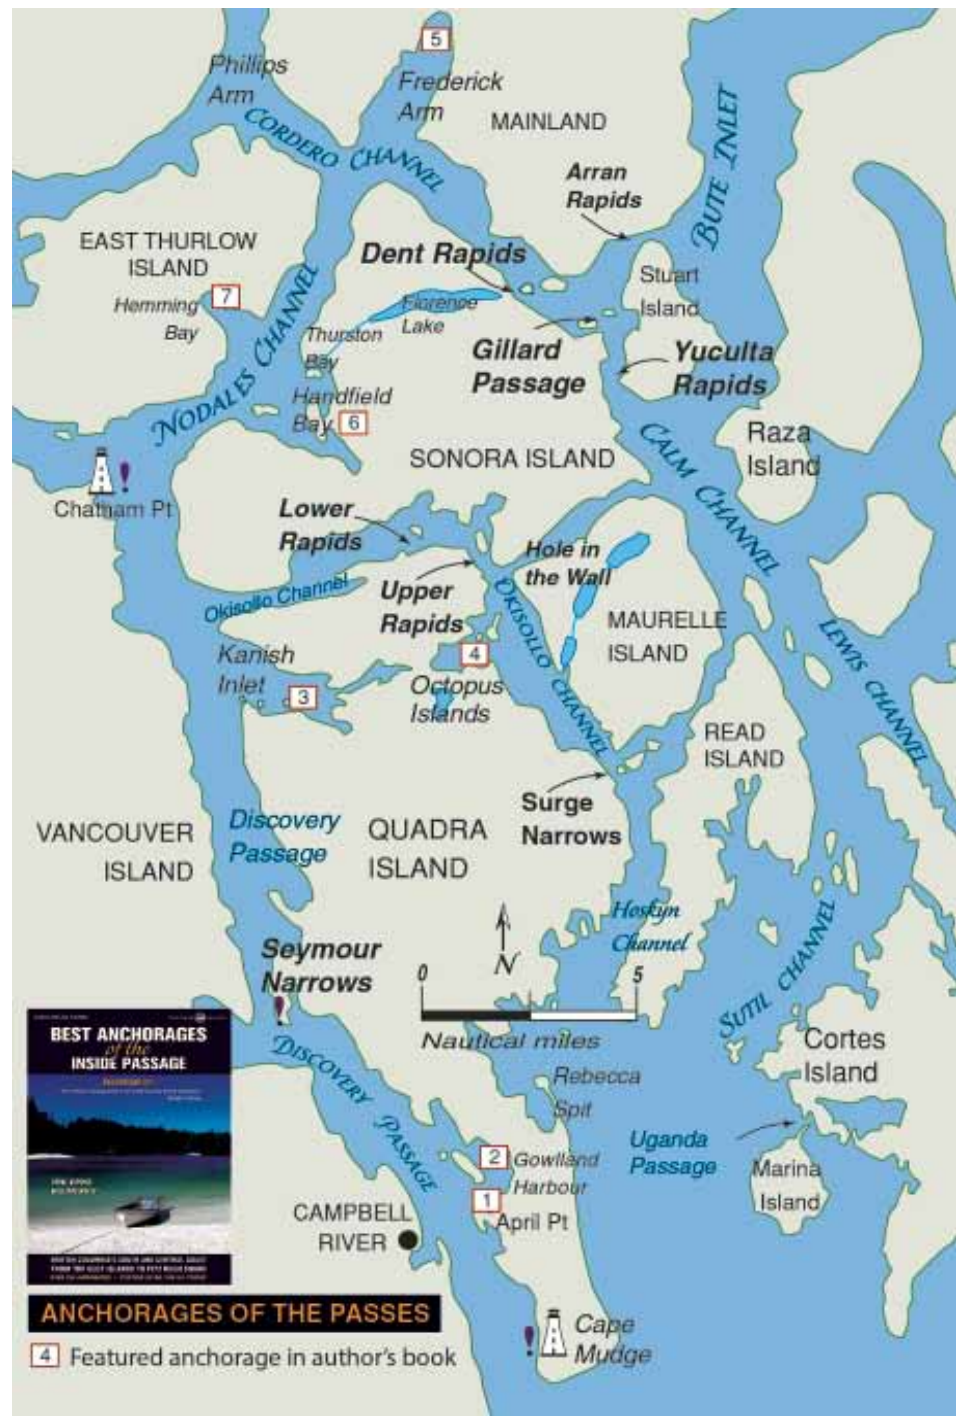 5
Phillips
Arm
Frederick
Arm
MAINLAND
CORDERO CHANNEL
BUTE INLET
Arran
Rapids
EAST THURLOW
ISLAND
Dent Rapids
Stuart
Island
7
Hemming
Bay
Florence
Lake
NODALES CHANNEL
Thurston
Bay
Gillard
Passage
Yuculta
Rapids
Handfield
Bay
6
CALM CHANNEL
Raza
Island
SONORA ISLAND
Chatham Pt
Lower
Rapids
Hole in
the Wall
Okisollo Channel
Upper
Rapids
OKISOLLO CHANNEL
MAURELLE
ISLAND
LEWIS CHANNEL
Kanish
Inlet
3
4
Octopus
Islands
READ
ISLAND
Surge
Narrows
VANCOUVER
ISLAND
Discovery
Passage
QUADRA
ISLAND
Hoskyn
Channel
Seymour
Narrows
N
0
5
Nautical miles
SUTIL CHANNEL
Cortes
Island
BEST ANCHORAGES
of the
INSIDE PASSAGE
DISCOVERY PASSAGE
Rebecca
Spit
Uganda
Passage
Marina
Island
2
Gowlland
Harbour
1
April Pt
CAMPBELL
RIVER
Cape
Mudge
ANCHORAGES OF THE PASSES
4 Featured anchorage in author's book